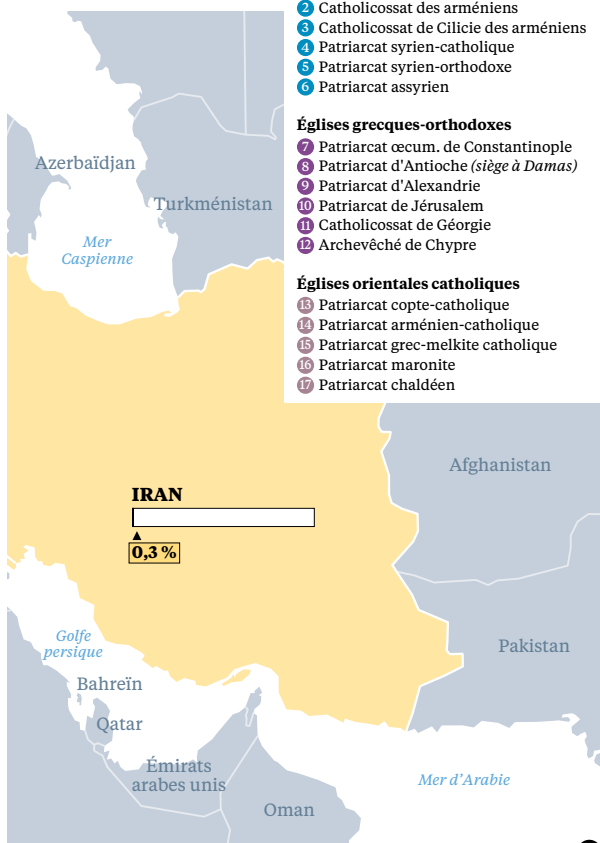 2 Catholicossat des arméniens
3 Catholicossat de Cilicie des arméniens
4 Patriarcat syrien-catholique
5 Patriarcat syrien-orthodoxe
6 Patriarcat assyrien
Églises grecques-orthodoxes
7 Patriarcat œcum. de Constantinople
8 Patriarcat d'Antioche (siège à Damas)
9 Patriarcat d'Alexandrie
10 Patriarcat de Jérusalem
11 Catholicossat de Géorgie
12 Archevêché de Chypre
Églises orientales catholiques
13 Patriarcat copte-catholique
14 Patriarcat arménien-catholique
15 Patriarcat grec-melkite catholique
16 Patriarcat maronite
17 Patriarcat chaldéen
Azerbaïdjan
Turkménistan
Mer
Caspienne
Afghanistan
IRAN
0,3 %
Golfe
persique
Pakistan
Bahreïn
Qatar
Émirats
arabes unis
Mer d'Arabie
Oman